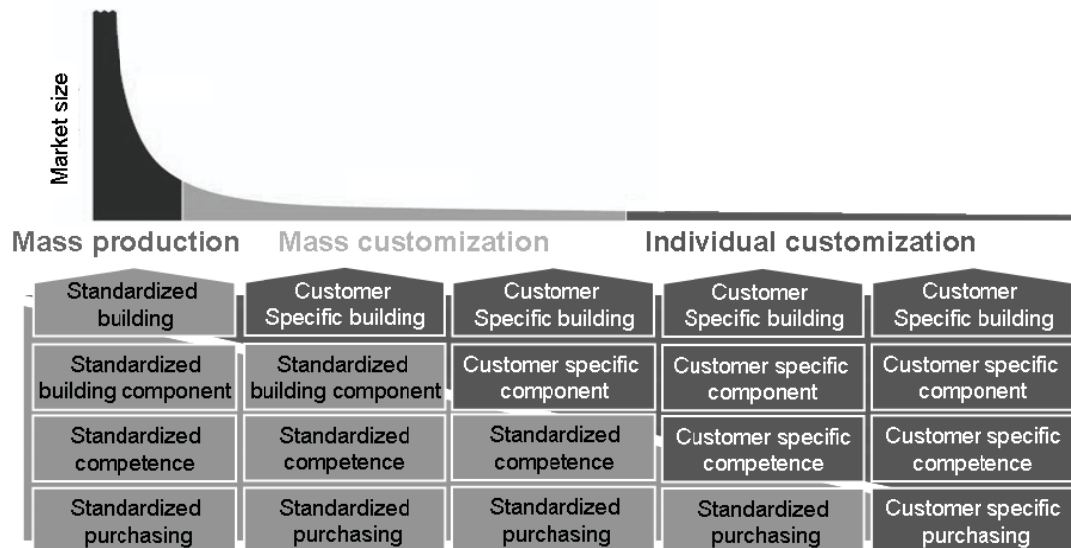 Market size
Mass production
Mass customization
Individual customization
Standardized
building
Customer
Specific building
Customer
Specific building
Customer
Specific building
Customer
Specific building
Standardized
building component
Standardized
building component
Customer specific
component
Customer specific
component
Customer specific
component
Standardized
competence
Standardized
competence
Standardized
competence
Customer specific
competence
Customer specific
competence
Standardized
purchasing
Standardized
purchasing
Standardized
purchasing
Standardized
purchasing
Customer specific
purchasing